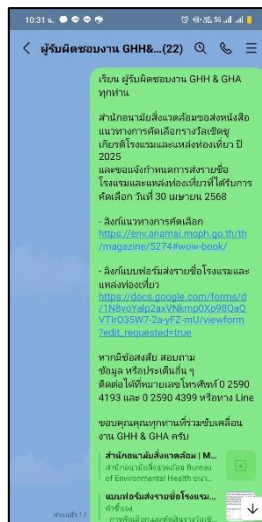 10:31 น.
ผู้รับผิดชอบงาน GHH&...(22)
เรียน ผู้รับผิดชอบงาน GHH & GHA
ทุกท่าน
สำนักอนามัยสิ่งแวดล้อมขอส่งหนังสือ
แนวทางการคัดเลือกรางวัลเชิดชู
เกียรติโรงแรมและแหล่งท่องเที่ยว ปี
2025
และขอแจ้งกำหนดการส่งรายชื่อ
โรงแรมและแหล่งท่องเที่ยวที่ได้รับการ
คัดเลือก วันที่ 30 เมษายน 2568
- ลิงก์แนวทางการคัดเลือก
https://env.anamai.moph.go.th/th
/magazine/5274#wow-book/
- ลิงก์แบบฟอร์มส่งรายชื่อโรงแรมและ
แหล่งท่องเที่ยว
https://docs.google.com/forms/d
/1N8voYalp2axVNkmp0Xp98QaQ
VTIrO35W7-2a-yFZ-mU/viewform
?edit_requested=true
หากมีข้อสงสัย สอบถาม
ข้อมูล หรือประเด็นอื่น ๆ
ติดต่อได้ที่หมายเลขโทรศัพท์ 0 2590
4193 และ 0 2590 4399 หรือทาง Line
ขอบคุณคุณทุกท่านที่ร่วมขับเคลื่อน
งาน GHH & GHA ครับ
สำนักอนามัยสิ่งแวดล้อม | M...
สำนักอนามัยสิ่งแวดล้อม Bureau
of Environmental Health
แบบฟอร์มส่งรายชื่อโรงแรม...
คำชี้แจง